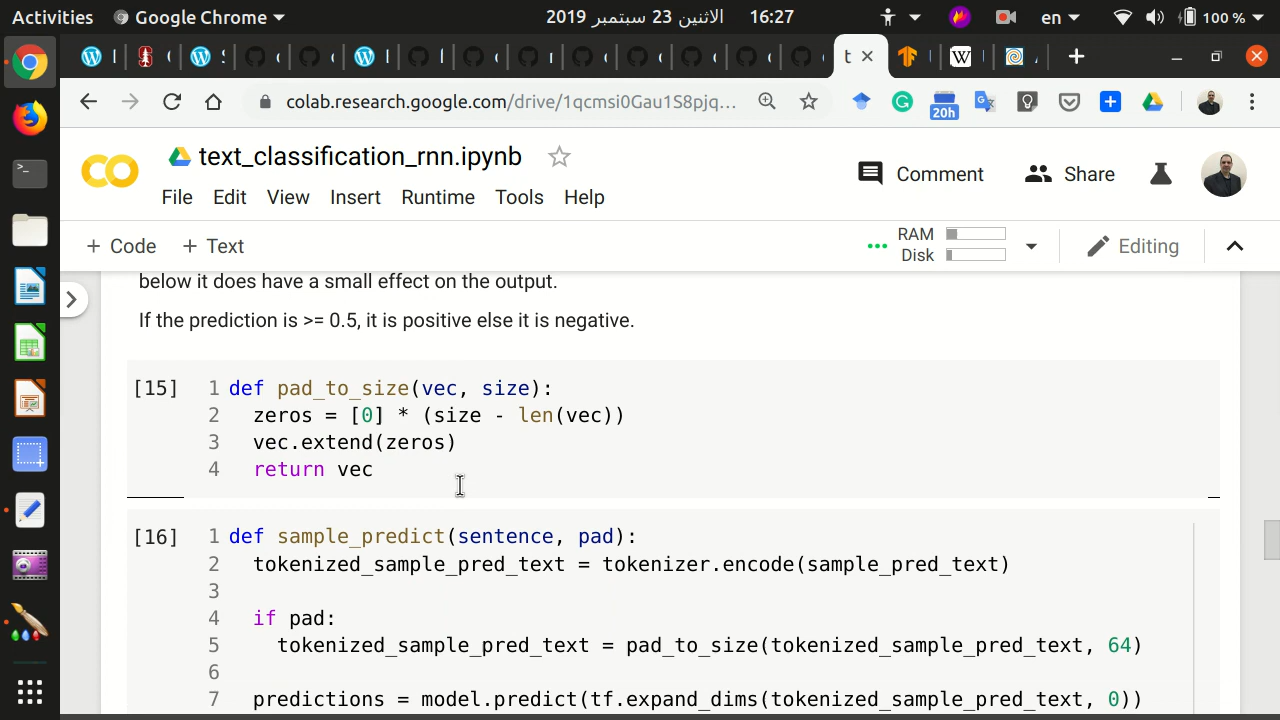 Activities Google Chrome 2019 الاثنين 23 سبتمبر 16:27 en 100 %
t
colab.research.google.com/drive/1qcmsi0Gau1S8pjq... 20h
text_classification_rnn.ipynb
Comment Share
File Edit View Insert Runtime Tools Help
+ Code + Text RAM Disk Editing
below it does have a small effect on the output.
If the prediction is >= 0.5, it is positive else it is negative.
[15] 1 def pad_to_size(vec, size):
2 zeros = [0] * (size - len(vec))
3 vec.extend(zeros)
4 return vec
[16] 1 def sample_predict(sentence, pad):
2 tokenized_sample_pred_text = tokenizer.encode(sample_pred_text)
3
4 if pad:
5 tokenized_sample_pred_text = pad_to_size(tokenized_sample_pred_text, 64)
6
7 predictions = model.predict(tf.expand_dims(tokenized_sample_pred_text, 0))